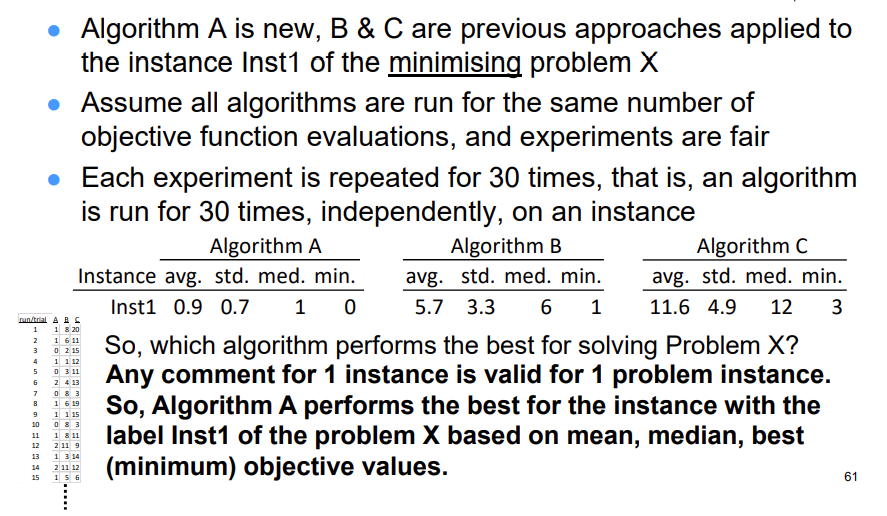 Algorithm A is new, B & C are previous approaches applied to
the instance Inst1 of the minimising problem X
Assume all algorithms are run for the same number of
objective function evaluations, and experiments are fair
Each experiment is repeated for 30 times, that is, an algorithm
is run for 30 times, independently, on an instance
Algorithm A Algorithm B Algorithm C
Instance avg. std. med. min. avg. std. med. min. avg. std. med. min.
Inst1 0.9 0.7 1 0 5.7 3.3 6 1 11.6 4.9 12 3
run/trial A B C
1 1 8 20
2 1 6 11
3 0 2 15
4 1 1 12
5 0 3 11
6 2 4 13
7 0 8 3
8 1 6 19
9 1 1 15
10 0 8 3
11 1 8 11
12 2 11 9
13 1 3 14
14 2 11 12
15 1 5 6
So, which algorithm performs the best for solving Problem X?
Any comment for 1 instance is valid for 1 problem instance.
So, Algorithm A performs the best for the instance with the
label Inst1 of the problem X based on mean, median, best
(minimum) objective values.
61